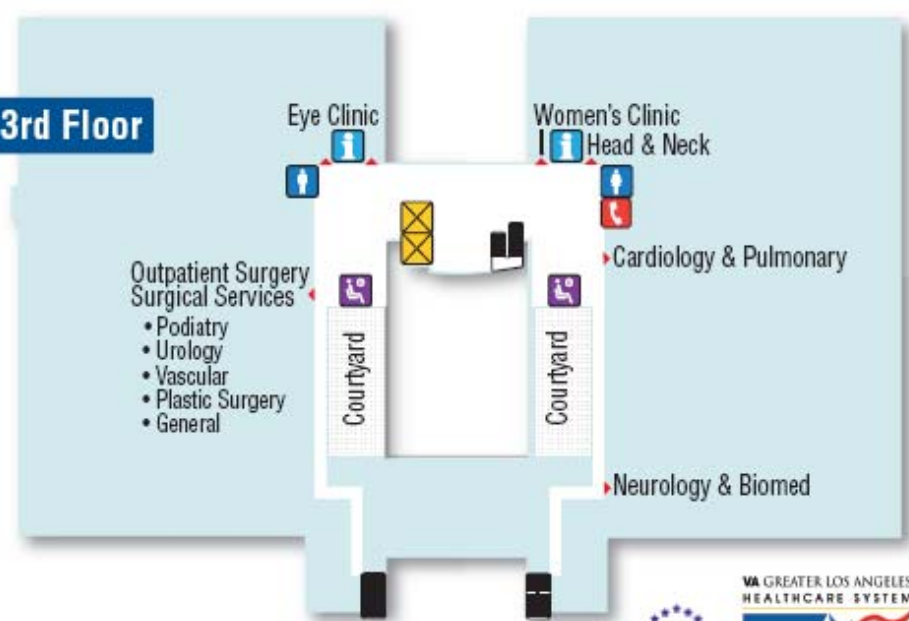 3rd Floor
Eye Clinic
Women's Clinic
Head & Neck
Cardiology & Pulmonary
Outpatient Surgery
Surgical Services
• Podiatry
• Urology
• Vascular
• Plastic Surgery
• General
Courtyard
Courtyard
Neurology & Biomed
VA GREATER LOS ANGELES
HEALTHCARE SYSTEM